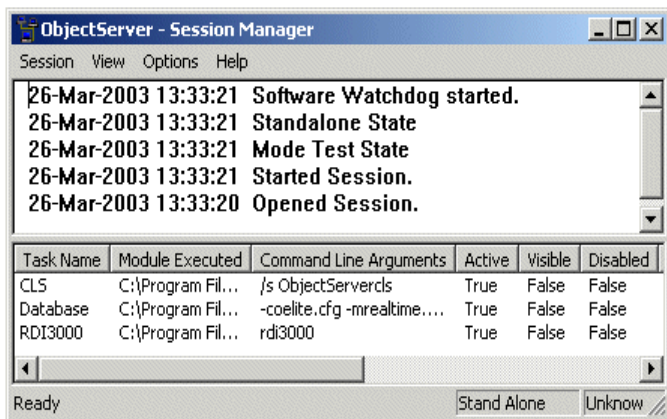 ObjectServer - Session Manager
Session View Options Help
26-Mar-2003 13:33:21 Software Watchdog started.
26-Mar-2003 13:33:21 Standalone State
26-Mar-2003 13:33:21 Mode Test State
26-Mar-2003 13:33:21 Started Session.
26-Mar-2003 13:33:20 Opened Session.
Task Name Module Executed Command Line Arguments Active Visible Disabled
CLS C:\Program Fil... /s ObjectServercls True False False
Database C:\Program Fil... -coelite.cfg -mrealtime.... True False False
RDI3000 C:\Program Fil... rdi3000 True False False
Ready Stand Alone Unknow